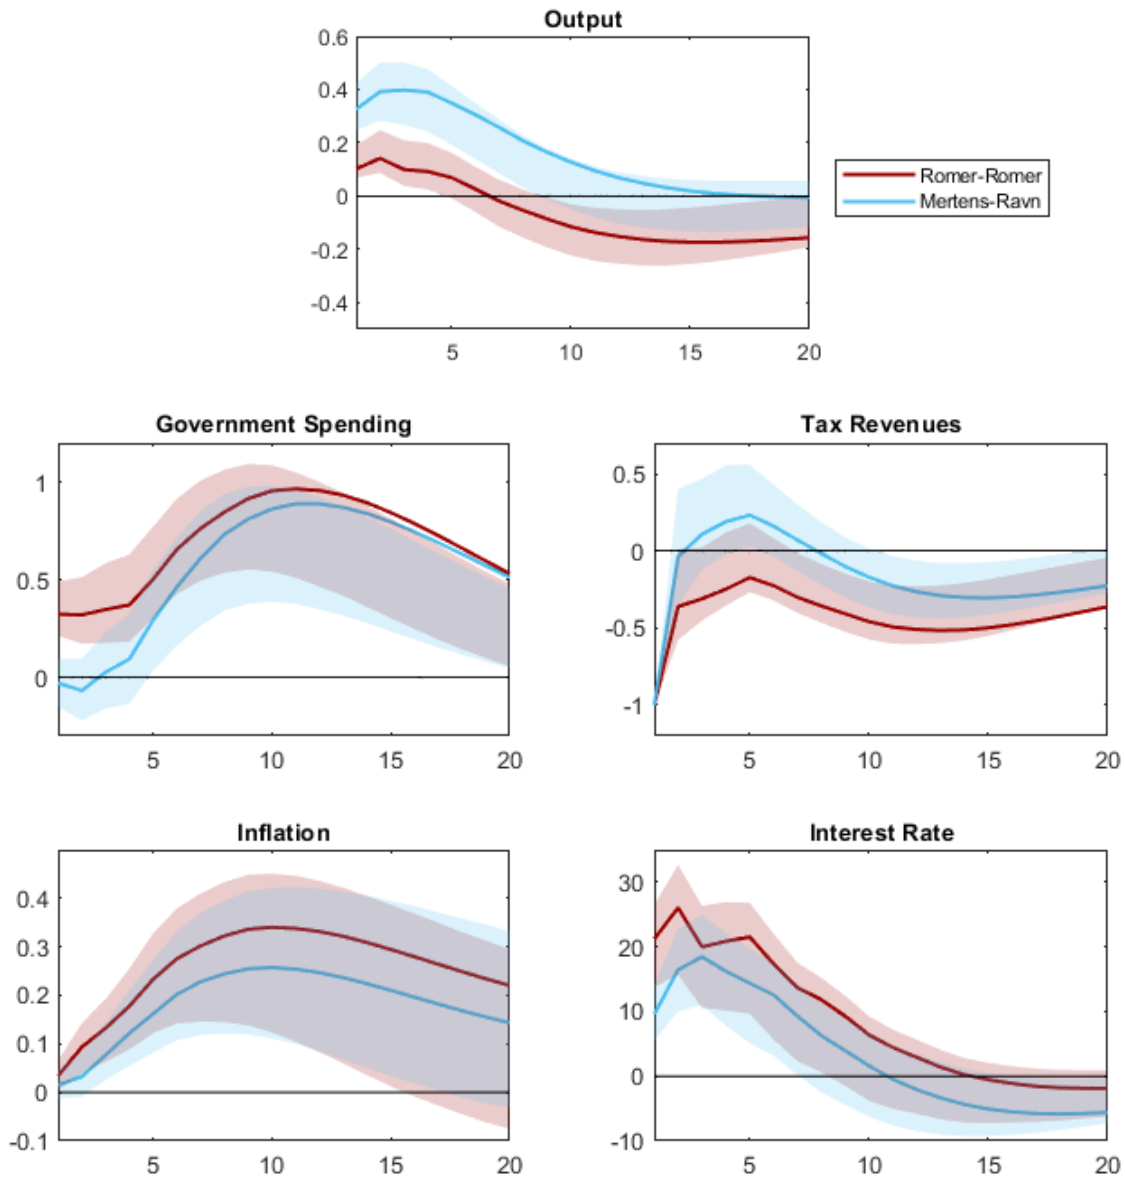 Output
0.6
0.4
0.2
0
-0.2
-0.4
5 10 15 20
Romer-Romer
Mertens-Ravn
Government Spending
1
0.5
0
5 10 15 20
Tax Revenues
0.5
0
-0.5
-1
5 10 15 20
Inflation
0.4
0.3
0.2
0.1
0
-0.1
5 10 15 20
Interest Rate
30
20
10
0
-10
5 10 15 20